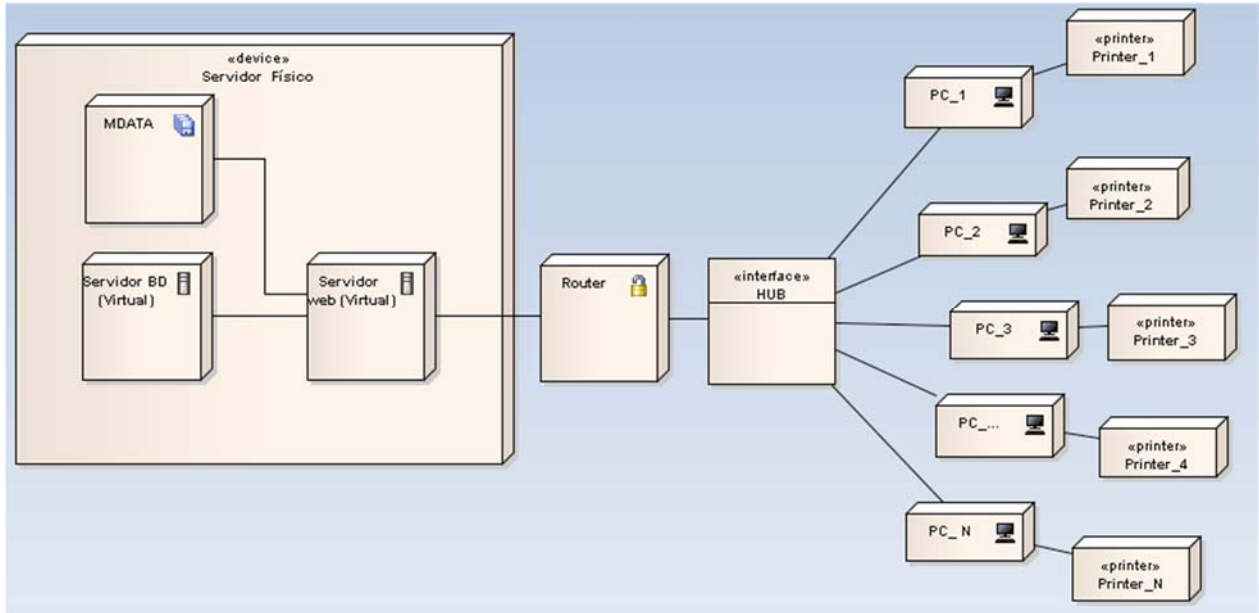 «device»
Servidor Físico
MDATA
Servidor BD
(Virtual)
Servidor
web (Virtual)
Router
«interface»
HUB
PC_1
«printer»
Printer_1
PC_2
«printer»
Printer_2
PC_3
«printer»
Printer_3
PC_...
«printer»
Printer_4
PC_ N
«printer»
Printer_N